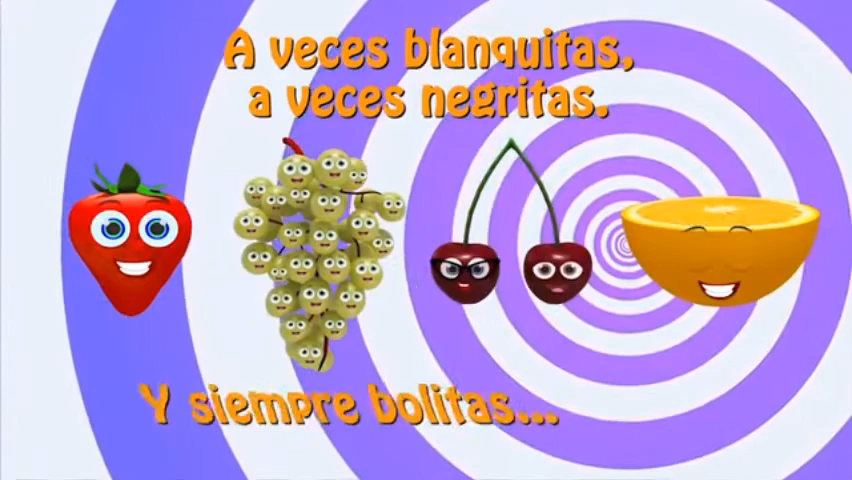 A veces blanquitas,
a veces negritas.
Y siempre bolitas...